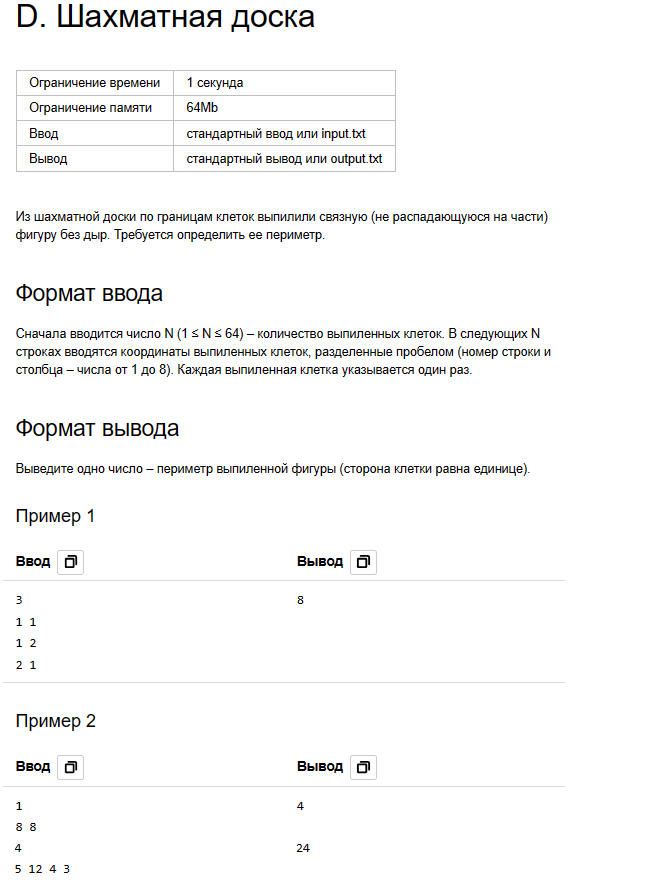 D. Шахматная доска
Ограничение времени 1 секунда
Ограничение памяти 64Mb
Ввод стандартный ввод или input.txt
Вывод стандартный вывод или output.txt
Из шахматной доски по границам клеток выпилили связную (не распадающуюся на части)
фигуру без дыр. Требуется определить ее периметр.
Формат ввода
Сначала вводится число N (1 ≤ N ≤ 64) – количество выпиленных клеток. В следующих N
строках вводятся координаты выпиленных клеток, разделенные пробелом (номер строки и
столбца – числа от 1 до 8). Каждая выпиленная клетка указывается один раз.
Формат вывода
Выведите одно число – периметр выпиленной фигуры (сторона клетки равна единице).
Пример 1
Ввод Вывод
3 8
1 1
1 2
2 1
Пример 2
Ввод Вывод
1 4
8 8
4 24
5 12 4 3